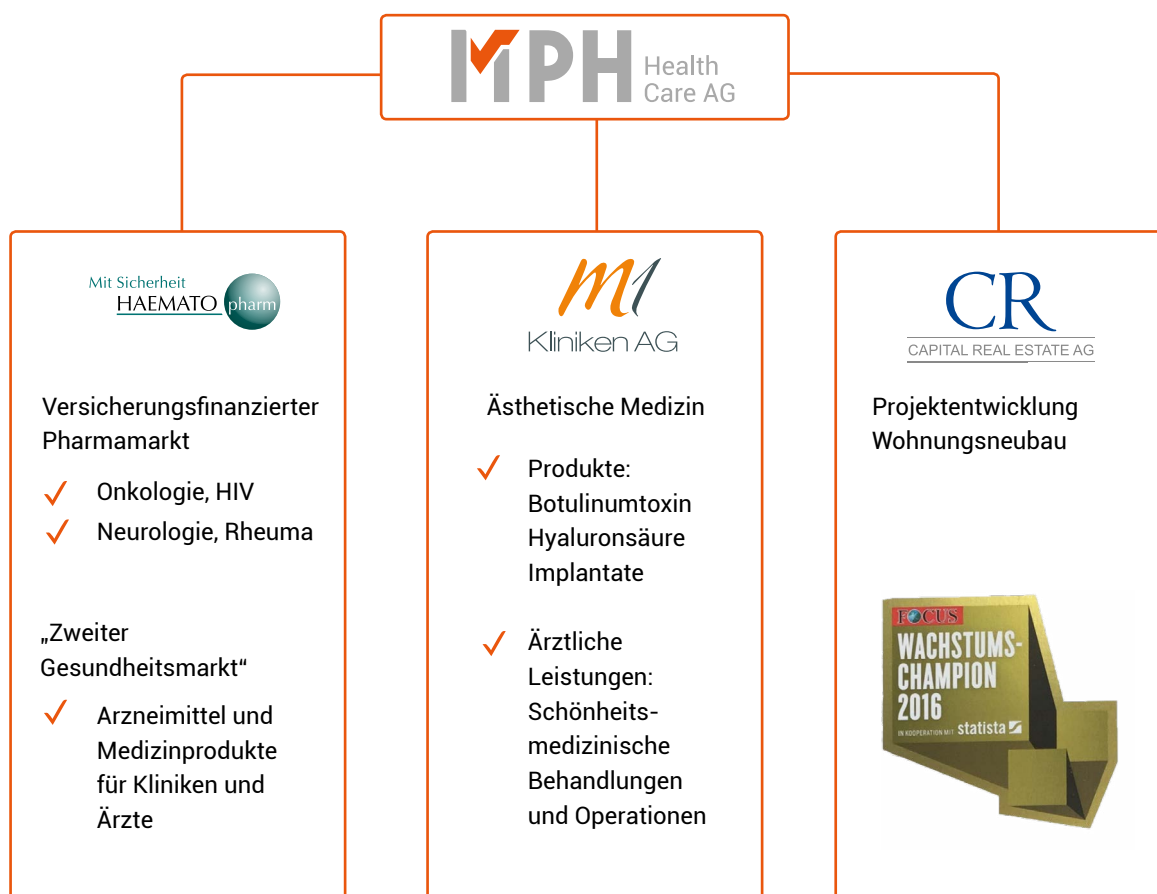 MPH Health
Care AG
Mit Sicherheit
HAEMATO pharm
Versicherungsfinanzierter
Pharmamarkt
Onkologie, HIV
Neurologie, Rheuma
„Zweiter
Gesundheitsmarkt“
Arzneimittel und
Medizinprodukte
für Kliniken und
Ärzte
m1
Kliniken AG
Ästhetische Medizin
Produkte:
Botulinumtoxin
Hyaluronsäure
Implantate
Ärztliche
Leistungen:
Schönheits-
medizinische
Behandlungen
und Operationen
CR
CAPITAL REAL ESTATE AG
Projektentwicklung
Wohnungsneubau
FOCUS
WACHSTUMS-
CHAMPION
2016
IN KOOPERATION MIT statista